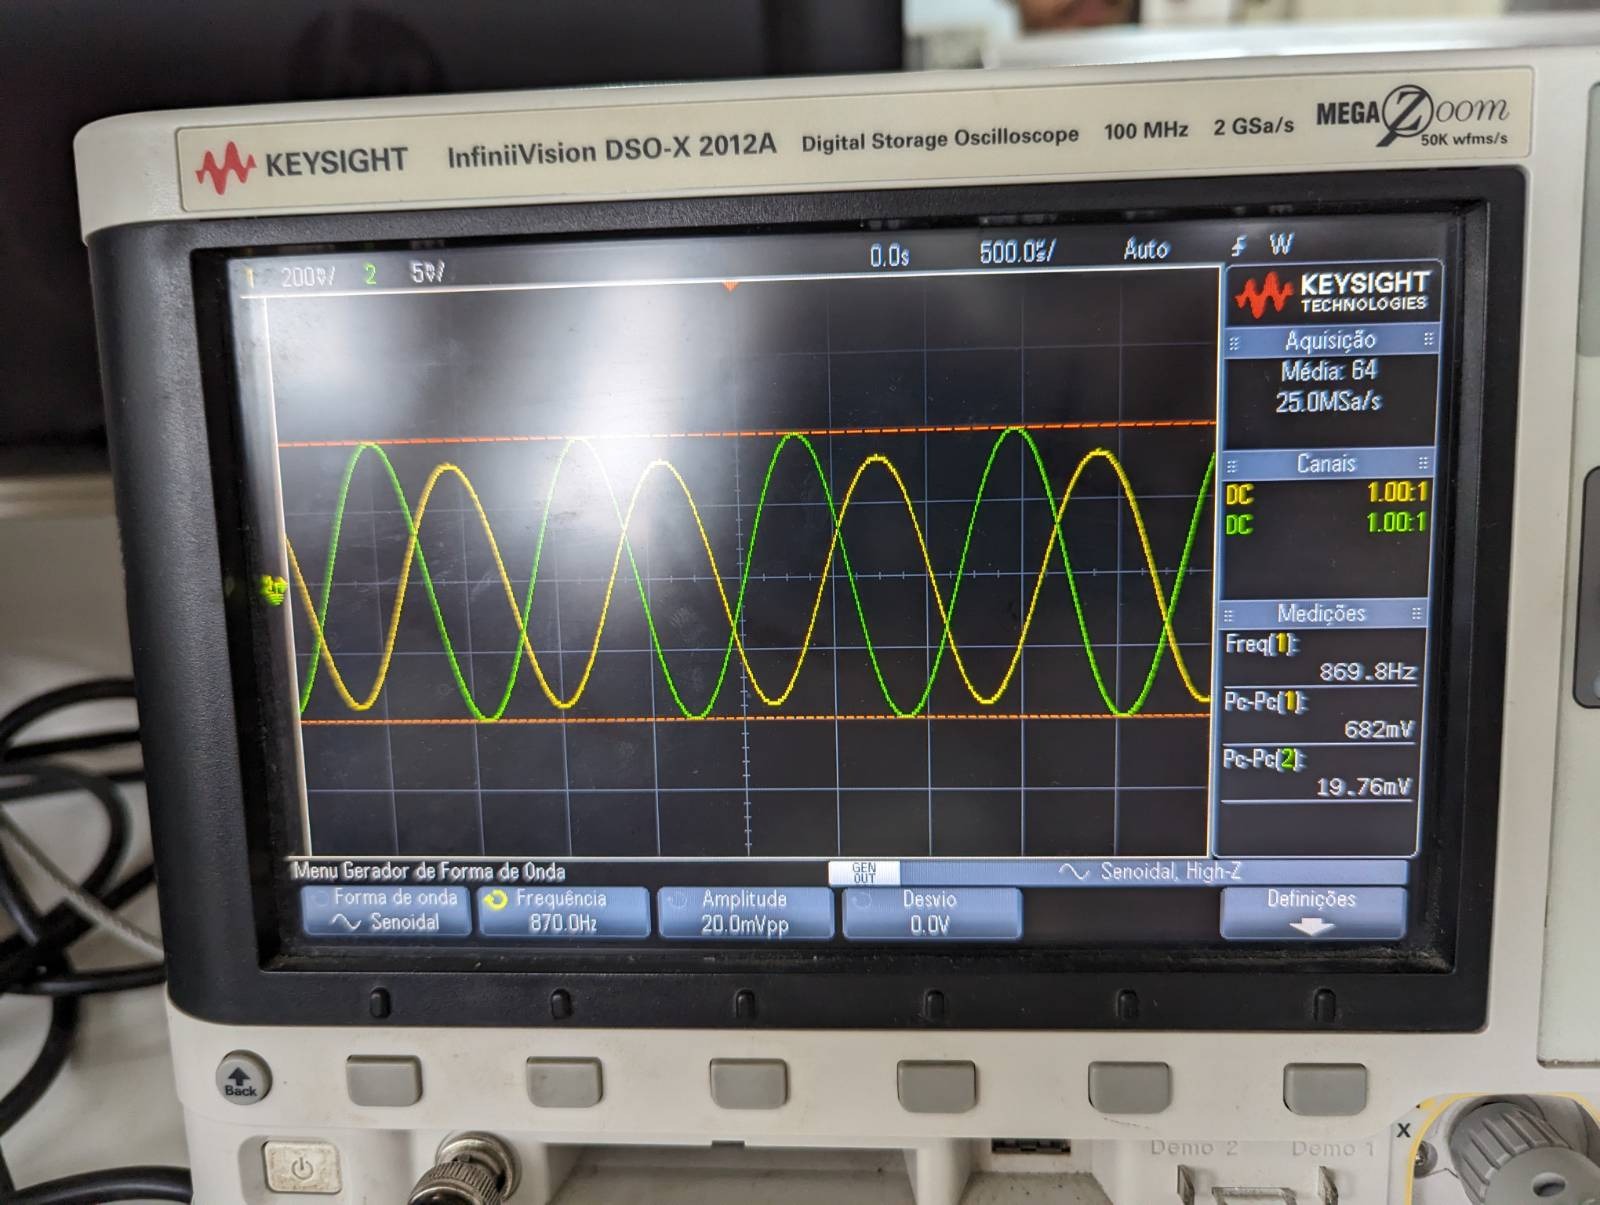 KEYSIGHT InfiniiVision DSO-X 2012A Digital Storage Oscilloscope 100 MHz 2 GSa/s MEGA Zoom
50K wfms/s
1 200mV/ 2 5mV/ 0.0s 500.0µs/ Auto W
KEYSIGHT
TECHNOLOGIES
Aquisição
Média: 64
25.0MSa/s
Canais
DC 1.00:1
DC 1.00:1
Medições
Freq(1):
869.8Hz
Pc-Pc(1):
682mV
Pc-Pc(2):
19.76mV
Menu Gerador de Forma de Onda
GEN
OUT
Senoidal, High-Z
Forma de onda
Senoidal
Frequência
870.0Hz
Amplitude
20.0mVpp
Desvio
0.0V
Definições
Back
Demo 2 Demo 1
X